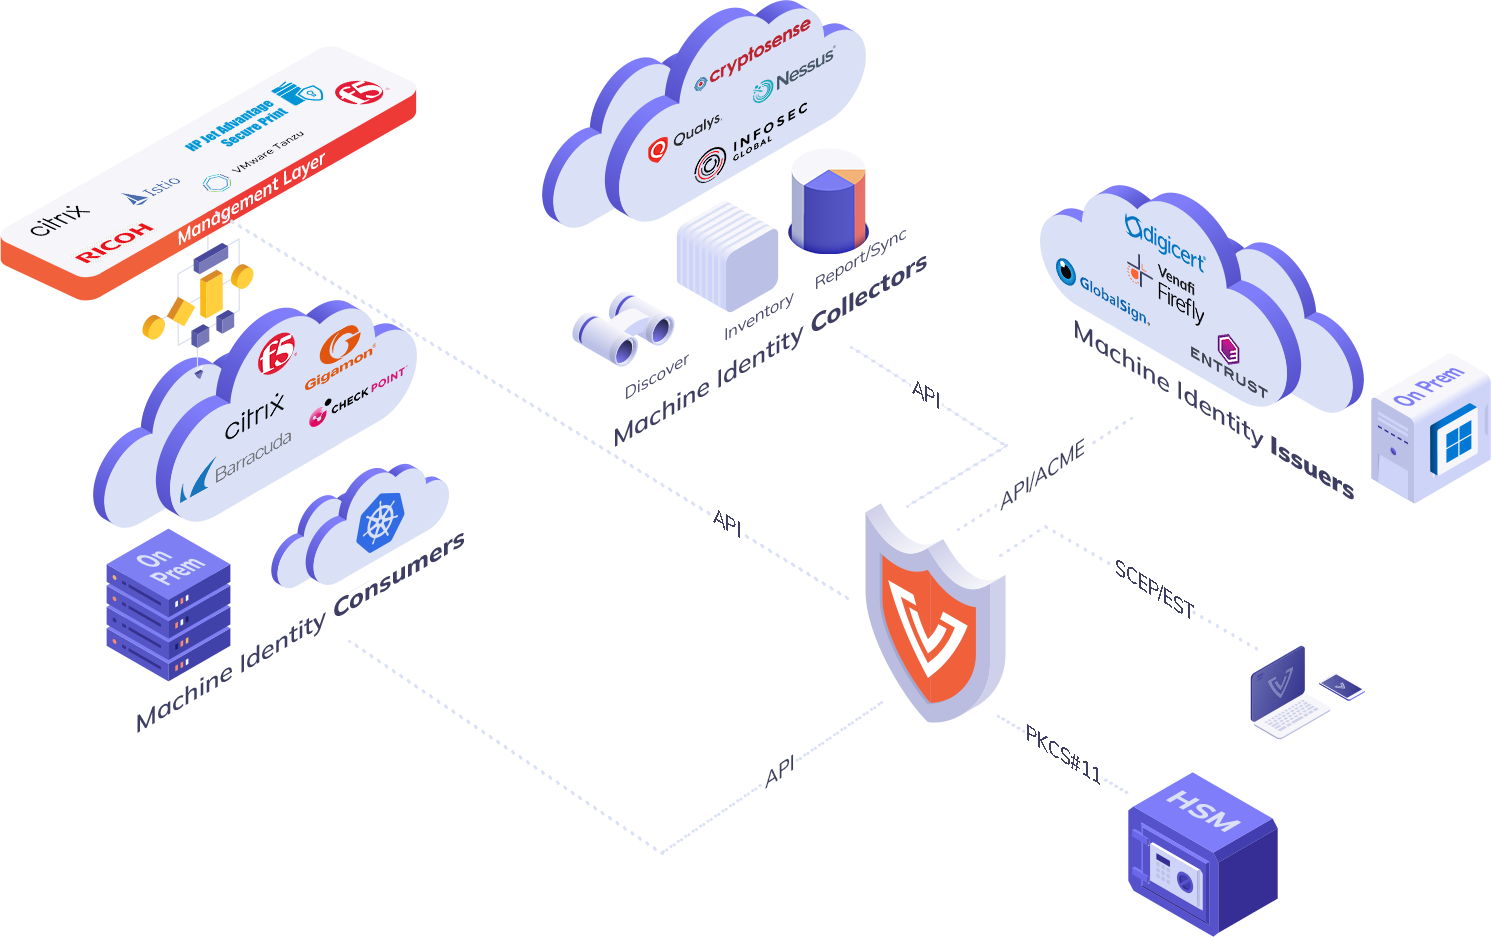 HP Jet Advantage
Secure Print
f5
Istio
VMware Tanzu
citrix
RICOH
Management Layer
f5
Gigamon®
citrix
CHECK POINT™
Barracuda
On
Prem
Machine Identity Consumers
cryptosense
Nessus®
Qualys.
INFOSEC
GLOBAL
Report/Sync
Inventory
Discover
Machine Identity Collectors
digicert®
Venafi
Firefly
GlobalSign.
ENTRUST
Machine Identity Issuers
On Prem
API
API/ACME
API
SCEP/EST
API
PKCS#11
HSM